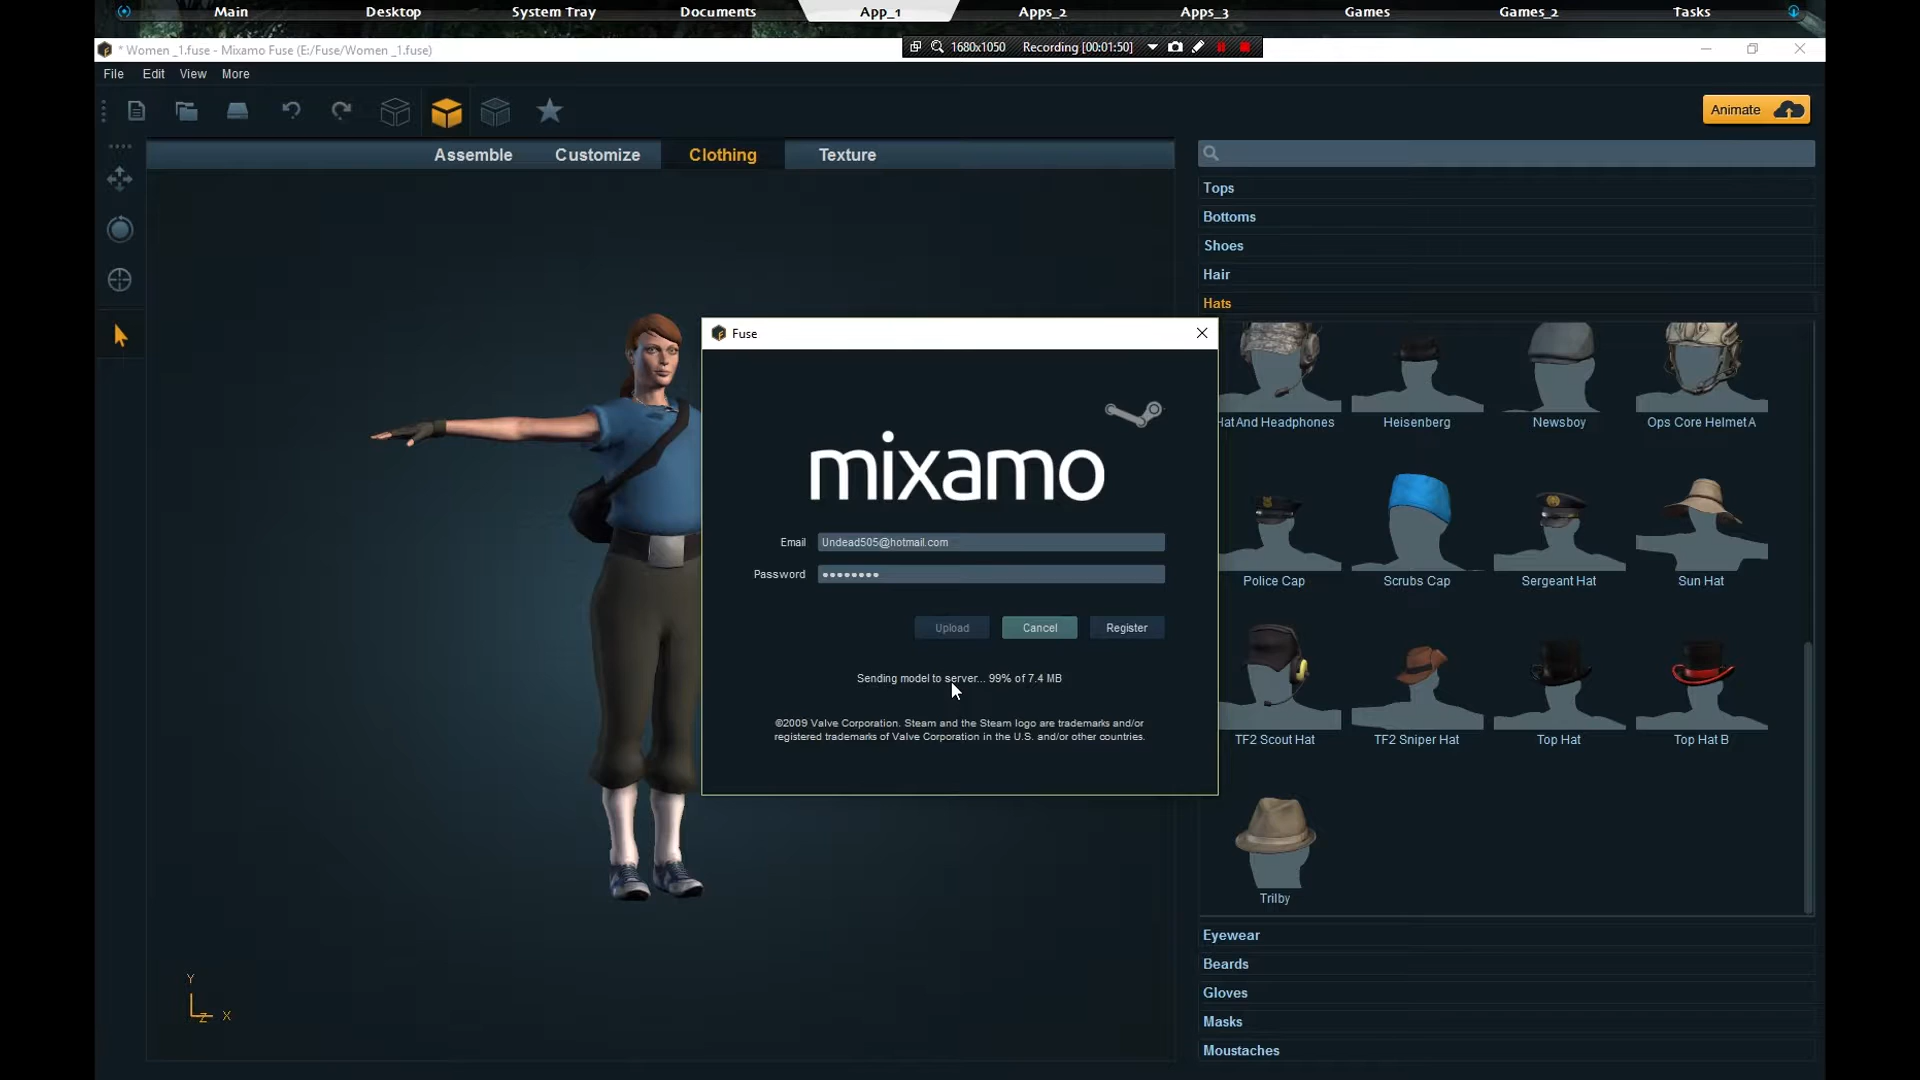 Main Desktop System Tray Documents App_1 Apps_2 Apps_3 Games Games_2 Tasks
* Women _1.fuse - Mixamo Fuse (E:/Fuse/Women _1.fuse)
1680x1050 Recording [00:01:50]
File Edit View More
Animate
Assemble Customize Clothing Texture
Tops
Bottoms
Shoes
Hair
Hats
HatAnd Headphones Heisenberg Newsboy Ops Core HelmetA
Police Cap Scrubs Cap Sergeant Hat Sun Hat
TF2 Scout Hat TF2 Sniper Hat Top Hat Top Hat B
Trilby
Eyewear
Beards
Gloves
Masks
Moustaches
Fuse
mixamo
Email Undead505@hotmail.com
Password ••••••••
Upload Cancel Register
Sending model to server... 99% of 7.4 MB
©2009 Valve Corporation. Steam and the Steam logo are trademarks and/or
registered trademarks of Valve Corporation in the U.S. and/or other countries.
Y
Z X